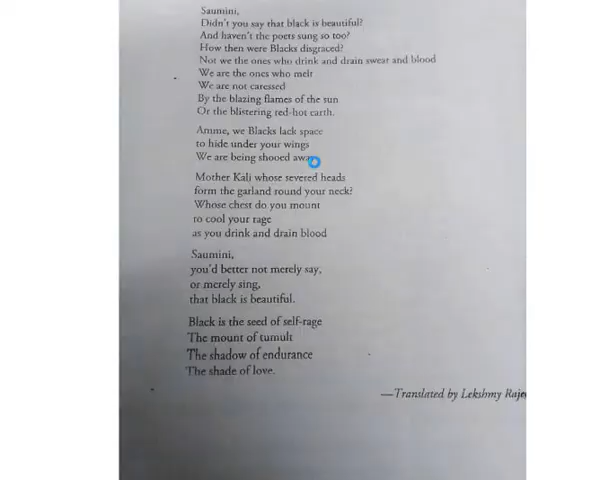 Saumini,
Didn't you say that black is beautiful?
And haven't the poets sung so too?
How then were Blacks disgraced?
Not we the ones who drink and drain swear and blood
We are the ones who melt
We are not caressed
By the blazing flames of the sun
Or the blistering red-hot earth.
Amme, we Blacks lack space
to hide under your wings
We are being shooed away
Mother Kali whose severed heads
form the garland round your neck?
Whose chest do you mount
to cool your rage
as you drink and drain blood
Saumini,
you'd better not merely say,
or merely sing,
that black is beautiful.
Black is the seed of self-rage
The mount of tumult
The shadow of endurance
The shade of love.
—Translated by Lekshmy